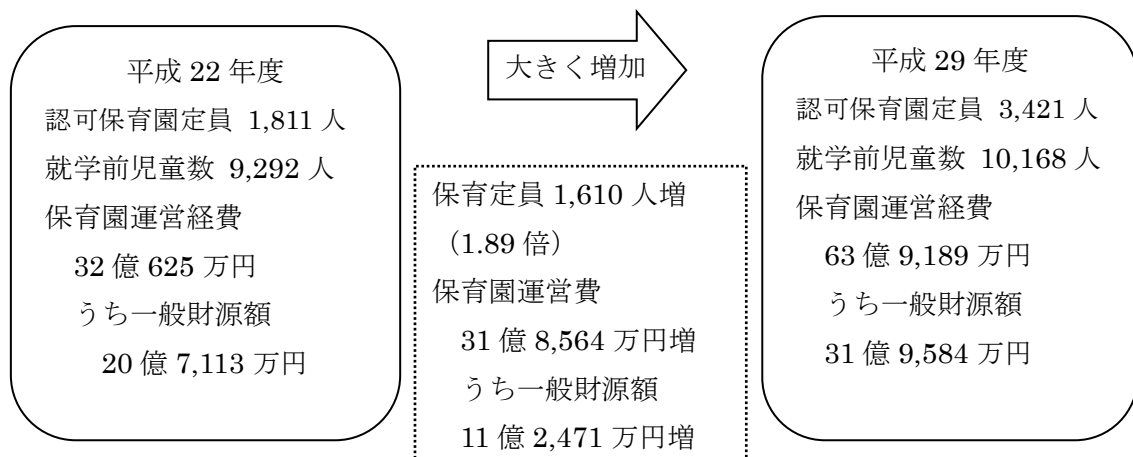 平成 22 年度
認可保育園定員 1,811 人
就学前児童数 9,292 人
保育園運営経費
32 億 625 万円
うち一般財源額
20 億 7,113 万円
大きく増加
保育定員 1,610 人増
（1.89 倍）
保育園運営費
31 億 8,564 万円増
うち一般財源額
11 億 2,471 万円増
平成 29 年度
認可保育園定員 3,421 人
就学前児童数 10,168 人
保育園運営経費
63 億 9,189 万円
うち一般財源額
31 億 9,584 万円